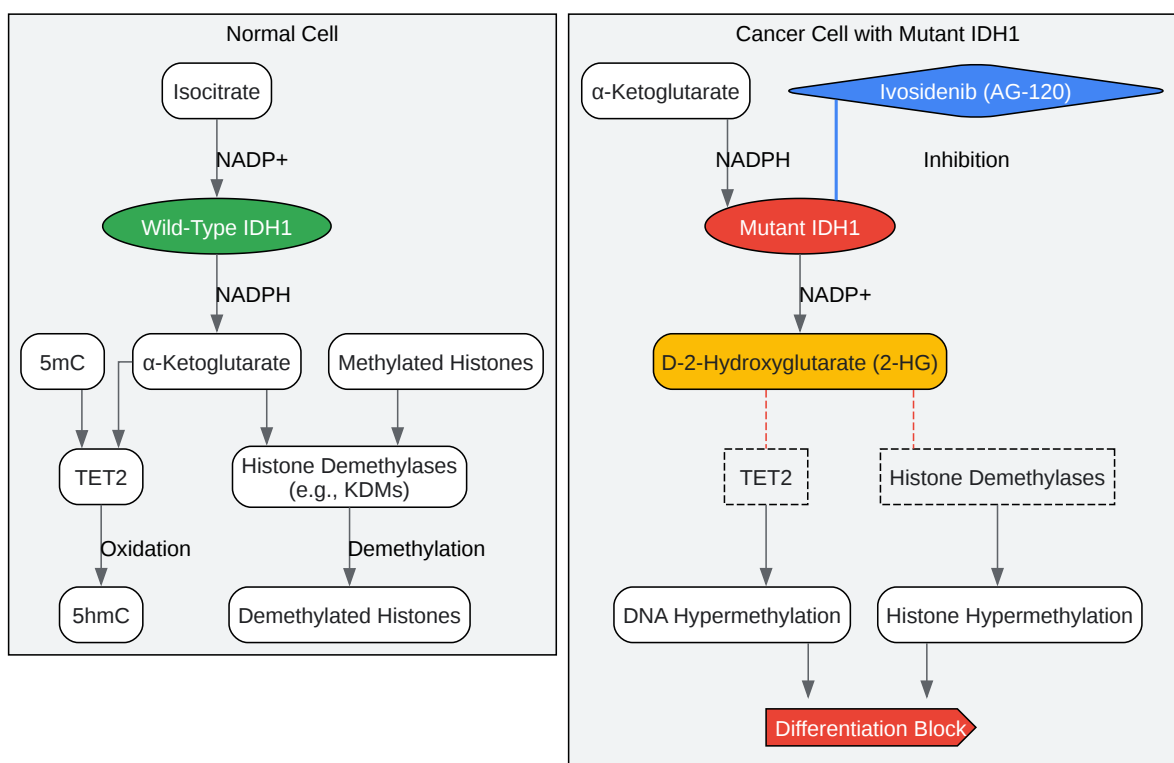 Normal Cell
Isocitrate
NADP+
Wild-Type IDH1
NADPH
5mC
α-Ketoglutarate
Methylated Histones
TET2
Histone Demethylases
(e.g., KDMs)
Oxidation
Demethylation
5hmC
Demethylated Histones
Cancer Cell with Mutant IDH1
α-Ketoglutarate
Ivosidenib (AG-120)
NADPH
Inhibition
Mutant IDH1
NADP+
D-2-Hydroxyglutarate (2-HG)
TET2
Histone Demethylases
DNA Hypermethylation
Histone Hypermethylation
Differentiation Block